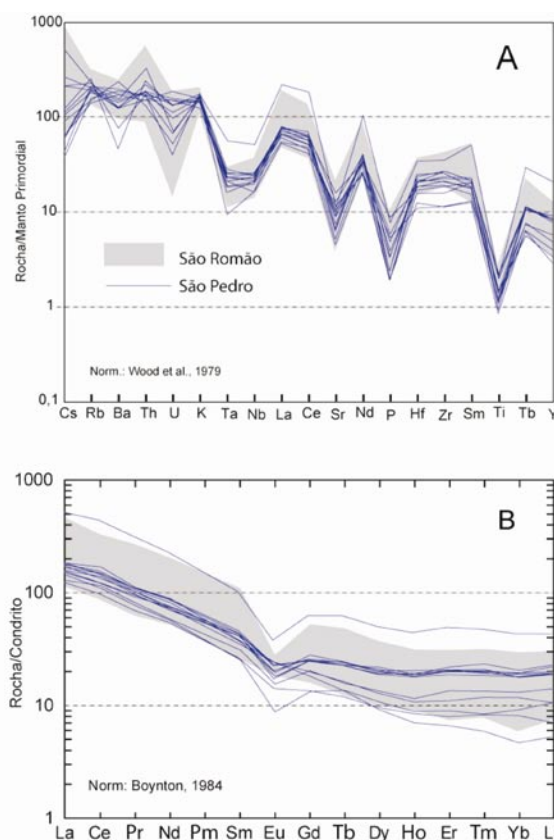 1000
A
100
Rocha/Manto Primordial
10
São Romão
São Pedro
1
Norm.: Wood et al., 1979
0,1
Cs Rb Ba Th U K Ta Nb La Ce Sr Nd P Hf Zr Sm Ti Tb Y
1000
B
100
Rocha/Condrito
10
Norm: Boynton, 1984
1
La Ce Pr Nd Pm Sm Eu Gd Tb Dy Ho Er Tm Yb L